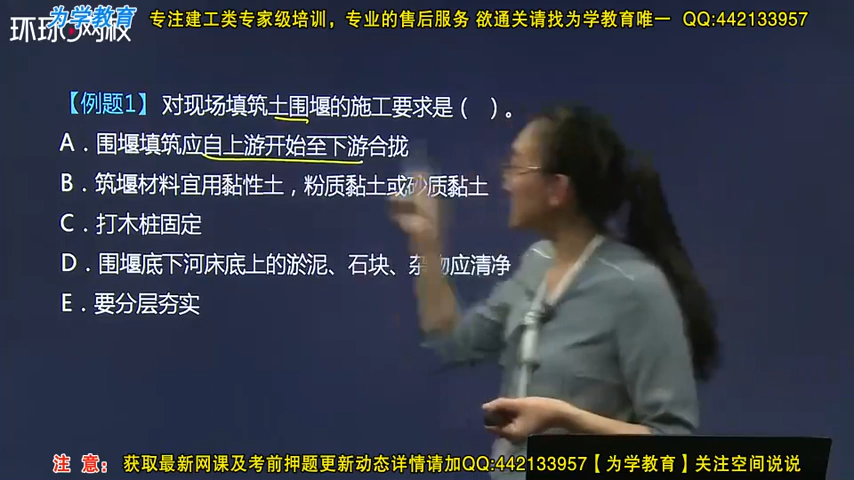 环球网校
为学教育 专注建工类专家级培训，专业的售后服务 欲通关请找为学教育唯一 QQ:442133957
【例题1】对现场填筑土围堰的施工要求是（ ）。
A．围堰填筑应自上游开始至下游合拢
B．筑堰材料宜用黏性土，粉质黏土或砂质黏土
C．打木桩固定
D．围堰底下河床底上的淤泥、石块、杂物应清净
E．要分层夯实
注 意：获取最新网课及考前押题更新动态详情请加QQ:442133957【为学教育】关注空间说说